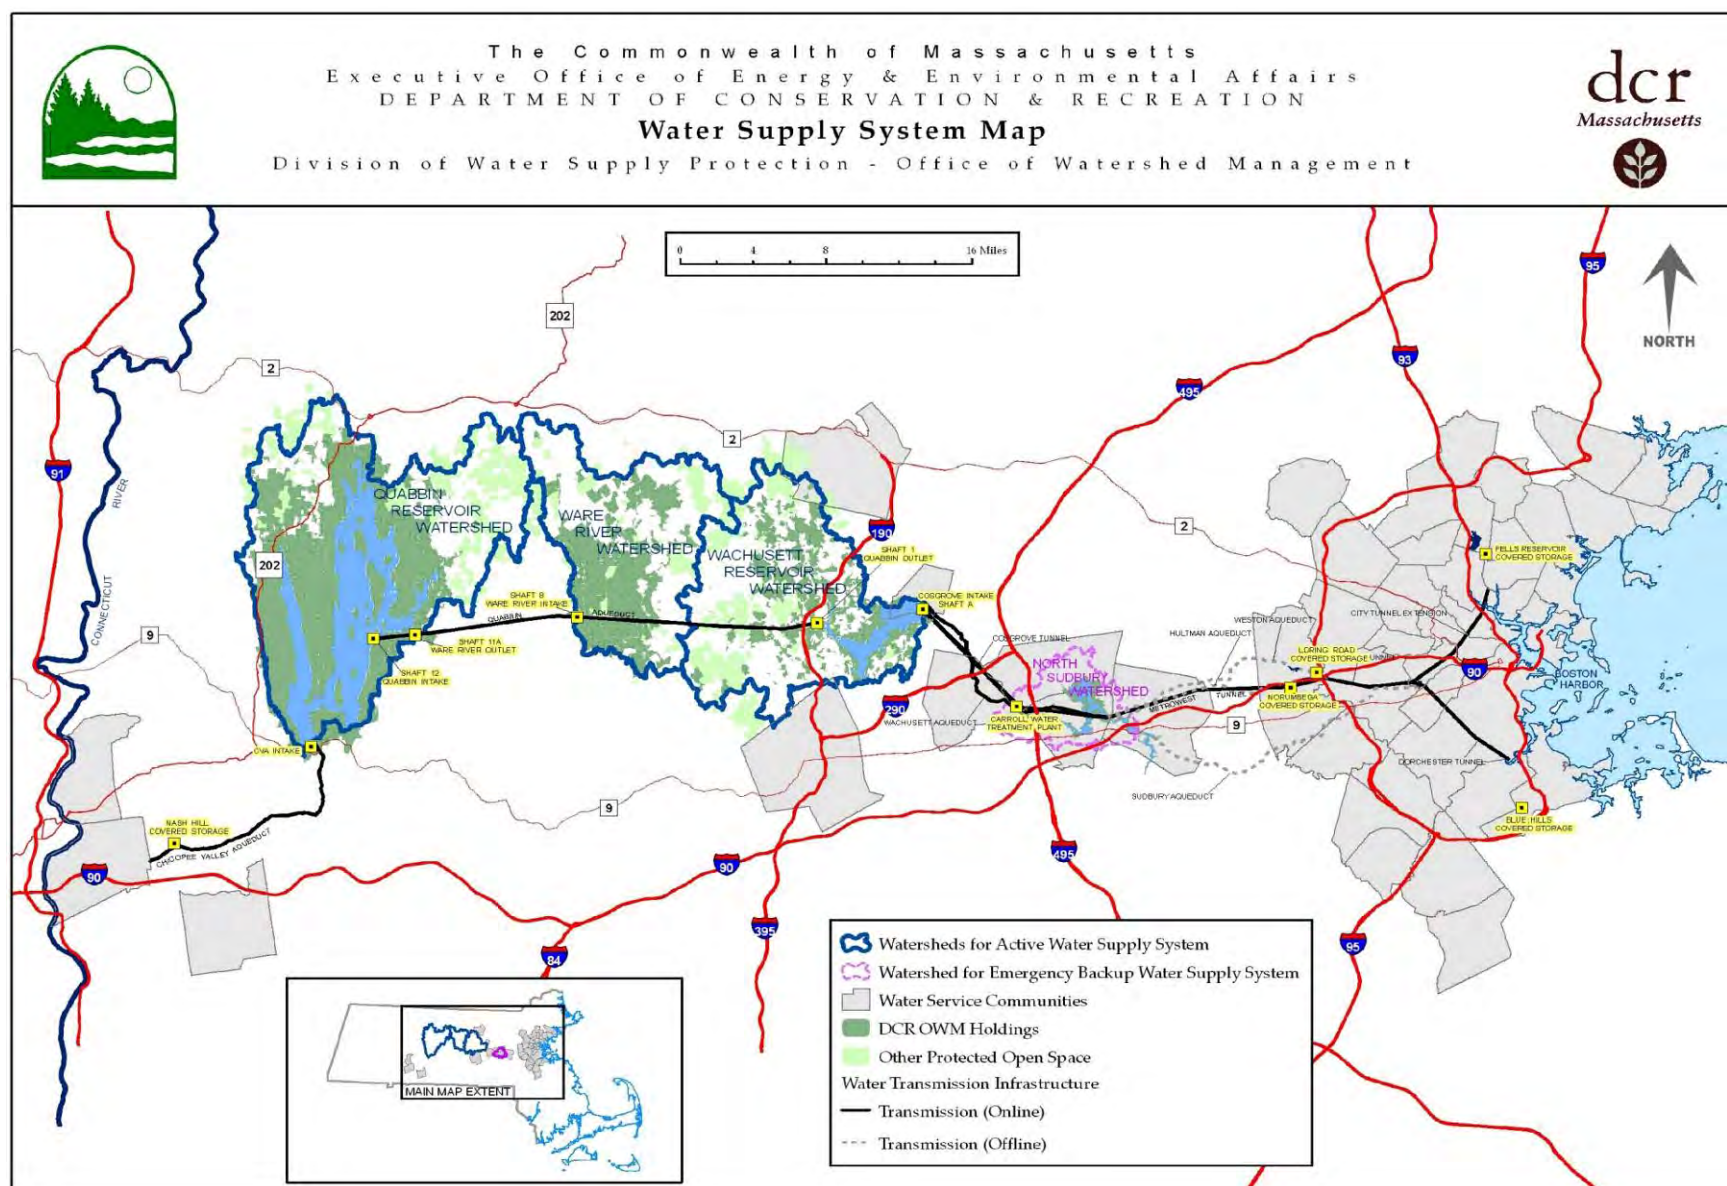 The Commonwealth of Massachusetts
Executive Office of Energy & Environmental Affairs
DEPARTMENT OF CONSERVATION & RECREATION
Water Supply System Map
Division of Water Supply Protection - Office of Watershed Management
dcr
Massachusetts
0 4 8 16 Miles
NORTH
202
2
95
93
495
91
2
190
2
202
9
CONNECTICUT
RIVER
QUABBIN
RESERVOIR
WATERSHED
WARE
RIVER
WATERSHED
WACHUSETT
RESERVOIR
WATERSHED
SHAFT 1
QUABBIN OUTLET
SHAFT 8
WARE RIVER INTAKE
QUABBIN
AQUEDUCT
SHAFT 11A
WARE RIVER OUTLET
SHAFT 12
QUABBIN INTAKE
COSGROVE INTAKE
SHAFT A
COSGROVE TUNNEL
NORTH
SUDBURY
WATERSHED
FELLS RESERVOIR
COVERED STORAGE
CITY TUNNEL EXTENSION
WESTON AQUEDUCT
HULTMAN AQUEDUCT
LORING ROAD
COVERED STORAGE
90
BOSTON
HARBOR
METROWEST
TUNNEL
NORUMBEGA
COVERED STORAGE
290
WACHUSETT AQUEDUCT
CARROLL WATER
TREATMENT PLANT
9
CVA INTAKE
DORCHESTER TUNNEL
SUDBURY AQUEDUCT
9
NASH HILL
COVERED STORAGE
CHICOPEE VALLEY AQUEDUCT
BLUE HILLS
COVERED STORAGE
90
90
495
395
84
95
MAIN MAP EXTENT
Watersheds for Active Water Supply System
Watershed for Emergency Backup Water Supply System
Water Service Communities
DCR OWM Holdings
Other Protected Open Space
Water Transmission Infrastructure
Transmission (Online)
Transmission (Offline)